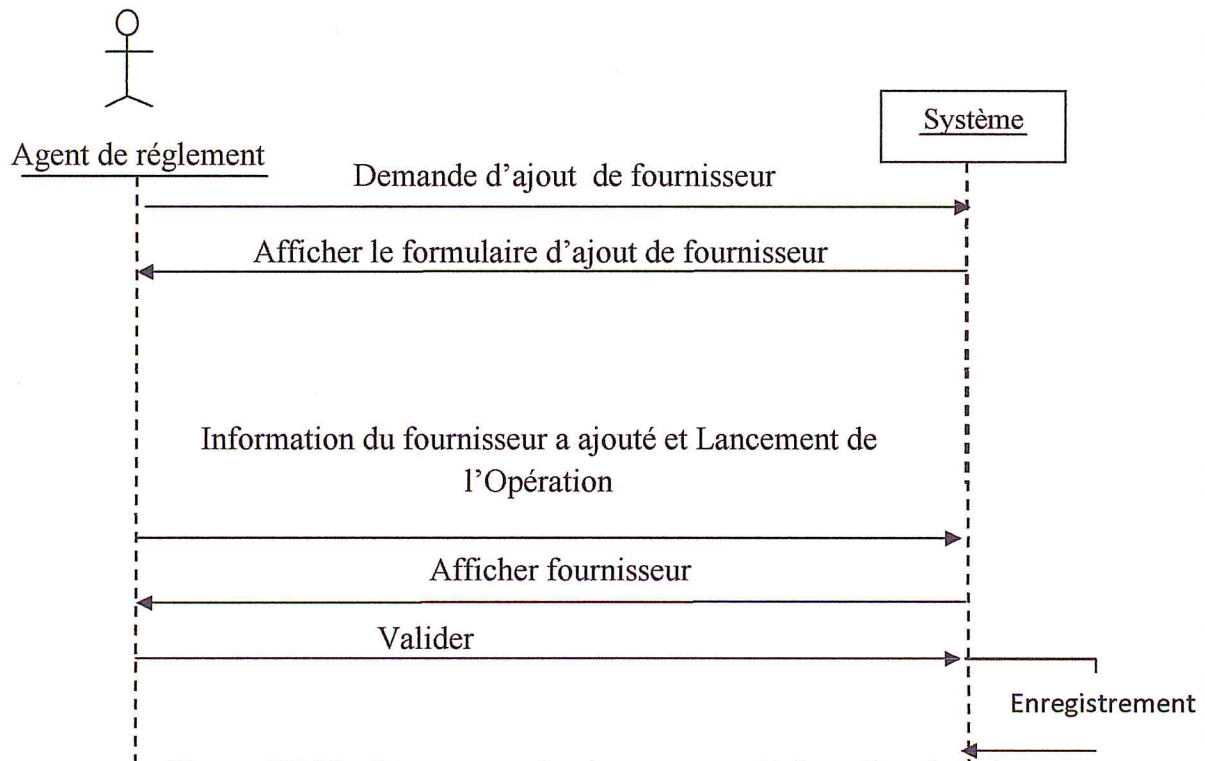 Système
Agent de réglement
Demande d'ajout de fournisseur
Afficher le formulaire d'ajout de fournisseur
Information du fournisseur a ajouté et Lancement de
l'Opération
Afficher fournisseur
Valider
Enregistrement